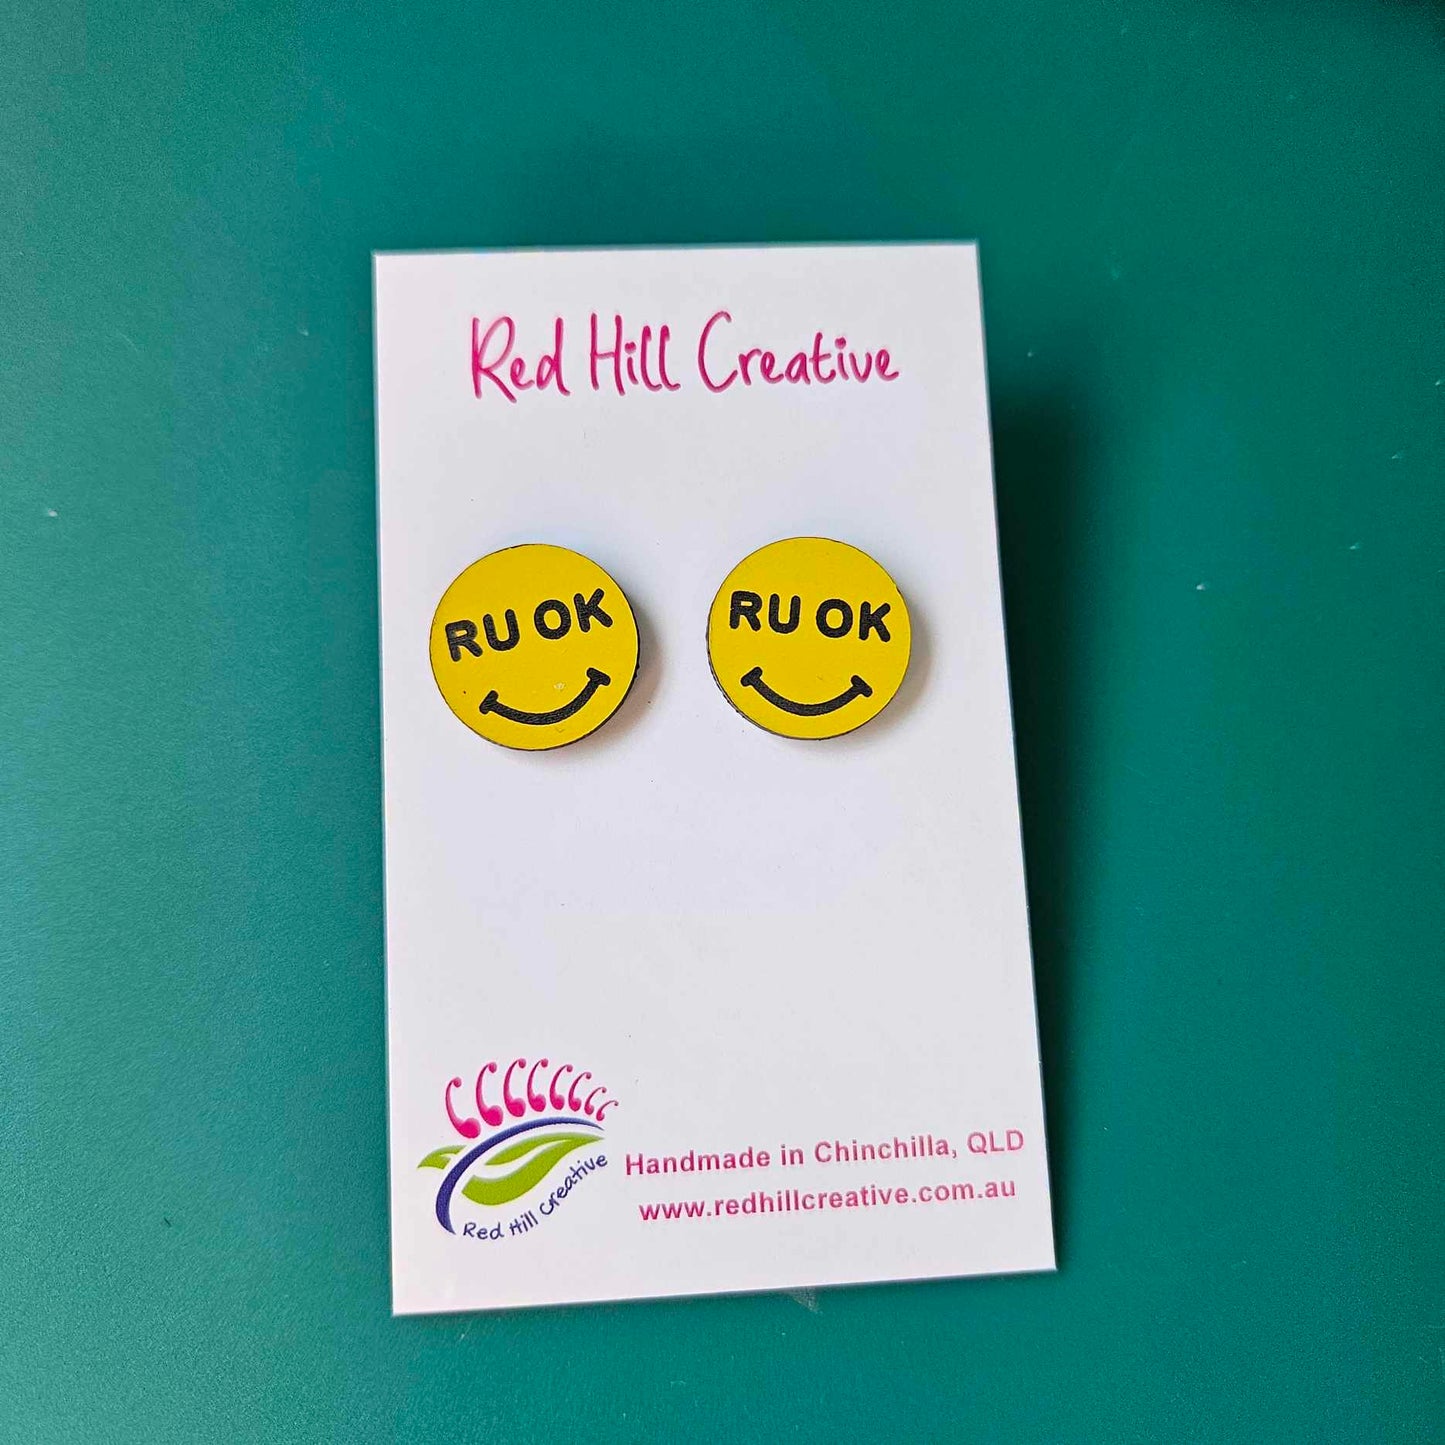 Red Hill Creative
RU OK
RU OK
Red Hill Creative
Handmade in Chinchilla, QLD
www.redhillcreative.com.au